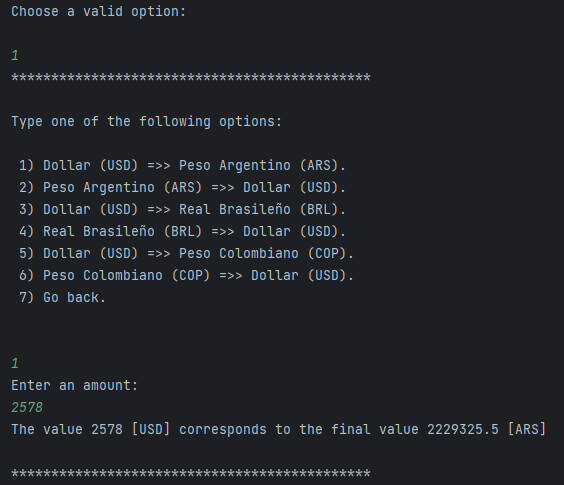 Choose a valid option:
1
*********************************************
Type one of the following options:
1) Dollar (USD) =>> Peso Argentino (ARS).
2) Peso Argentino (ARS) =>> Dollar (USD).
3) Dollar (USD) =>> Real Brasileño (BRL).
4) Real Brasileño (BRL) =>> Dollar (USD).
5) Dollar (USD) =>> Peso Colombiano (COP).
6) Peso Colombiano (COP) =>> Dollar (USD).
7) Go back.
1
Enter an amount:
2578
The value 2578 [USD] corresponds to the final value 2229325.5 [ARS]
*********************************************